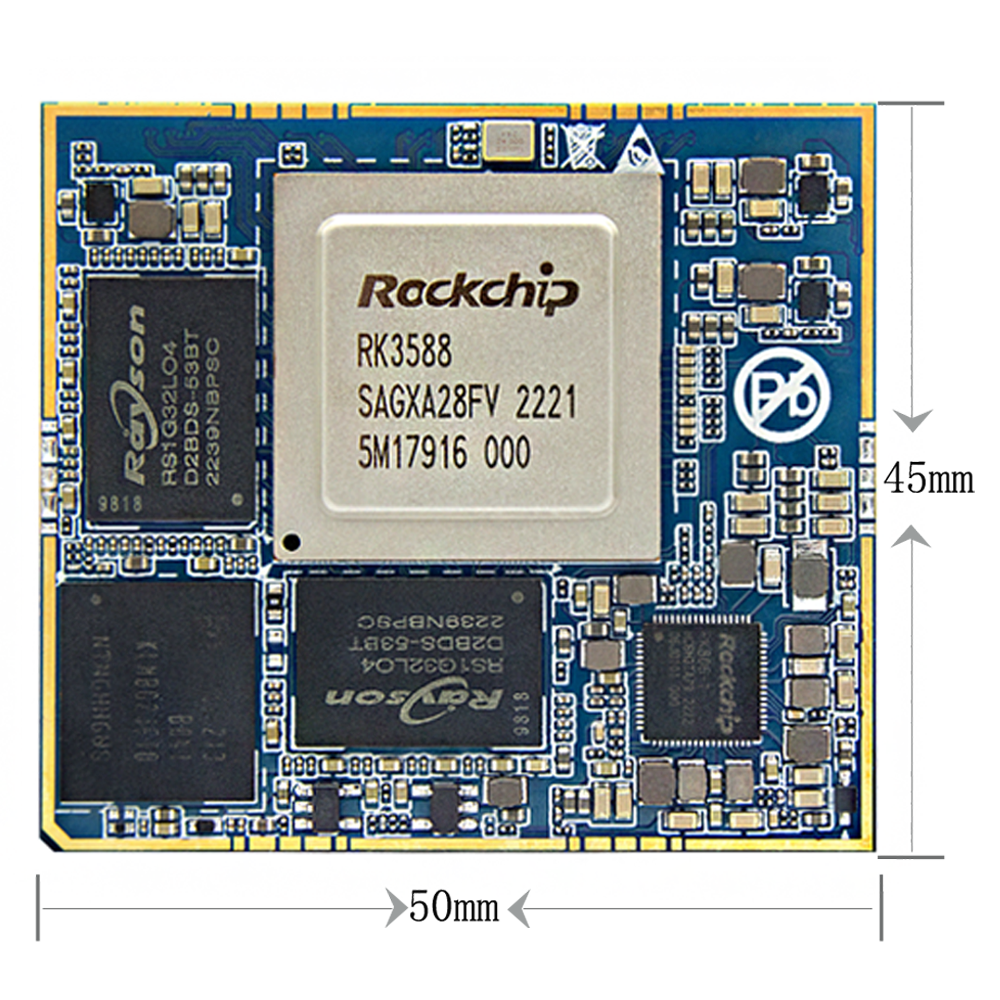 Rockchip
RK3588
SAGXA28FV 2221
5M17916 000
Rayson
RS1G32LO4
D2BDS-53BT
2239NBPSC
9818
Pb
45mm
Rayson
RS1G32LO4
D2BDS-53BT
2239NBPSC
9818
Rockchip
50mm